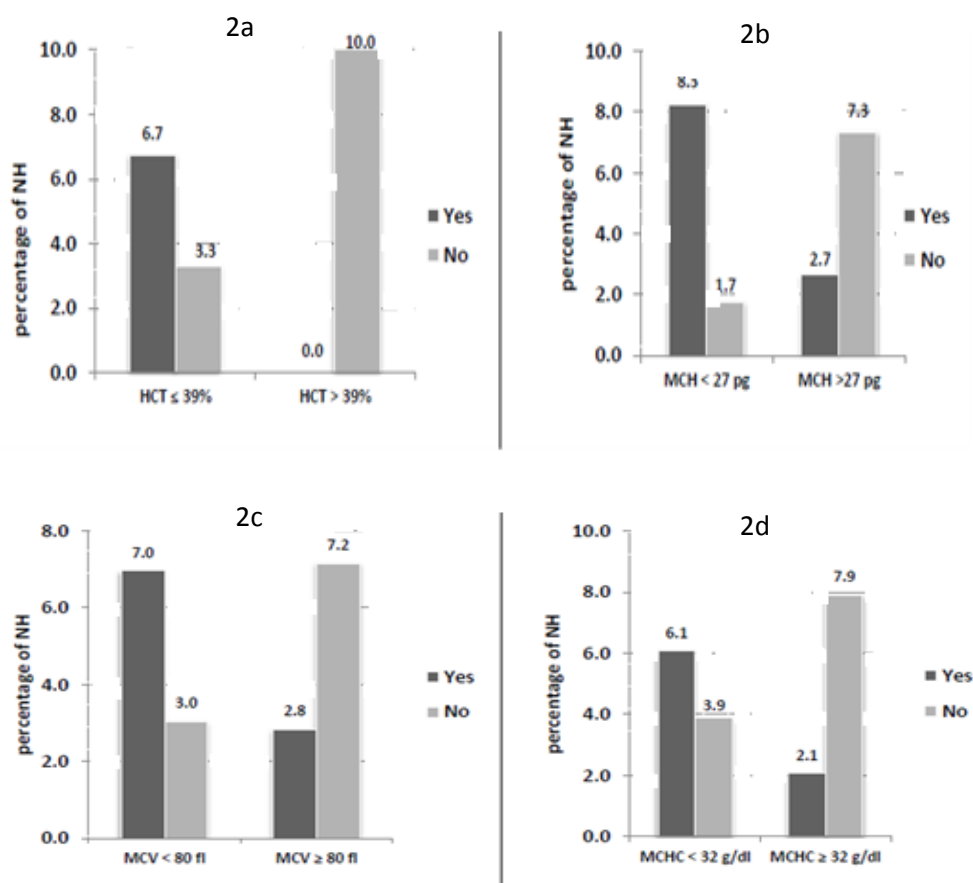 2a
percentage of NH
10.0
8.0
6.0
4.0
2.0
0.0
6.7
3.3
0.0
10.0
HCT ≤ 39%
HCT > 39%
Yes
No
2b
percentage of NH
10.0
8.0
6.0
4.0
2.0
0.0
1.7
2.7
7.3
MCH < 27 pg
MCH >27 pg
Yes
No
2c
percentage of NH
8.0
6.0
4.0
2.0
0.0
7.0
3.0
2.8
7.2
MCV < 80 fl
MCV ≥ 80 fl
Yes
No
2d
percentage of NH
10.0
8.0
6.0
4.0
2.0
0.0
6.1
3.9
2.1
7.9
MCHC < 32 g/dl
MCHC ≥ 32 g/dl
Yes
No